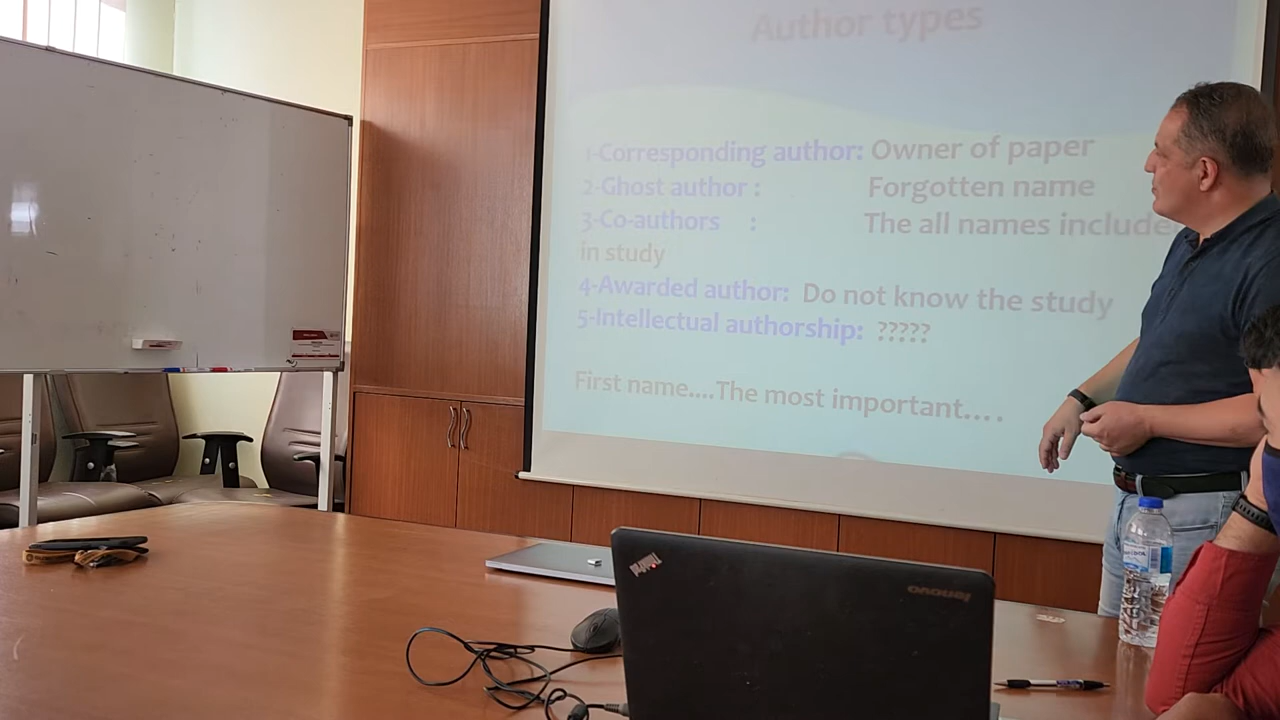 Author types
1-Corresponding author: Owner of paper
2-Ghost author : Forgotten name
3-Co-authors : The all names include
in study
4-Awarded author: Do not know the study
5-Intellectual authorship: ?????
First name....The most important....
ThinkPad
lenovo